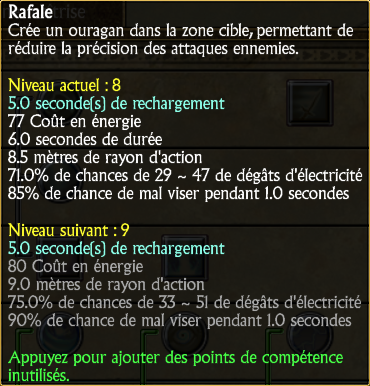 Rafale
Crée un ouragan dans la zone cible, permettant de
réduire la précision des attaques ennemies.
Niveau actuel : 8
5.0 seconde(s) de rechargement
77 Coût en énergie
6.0 secondes de durée
8.5 mètres de rayon d'action
71.0% de chances de 29 ~ 47 de dégâts d'électricité
85% de chance de mal viser pendant 1.0 secondes
Niveau suivant : 9
5.0 seconde(s) de rechargement
80 Coût en énergie
9.0 mètres de rayon d'action
75.0% de chances de 33 ~ 51 de dégâts d'électricité
90% de chance de mal viser pendant 1.0 secondes
Appuyez pour ajouter des points de compétence
inutilisés.